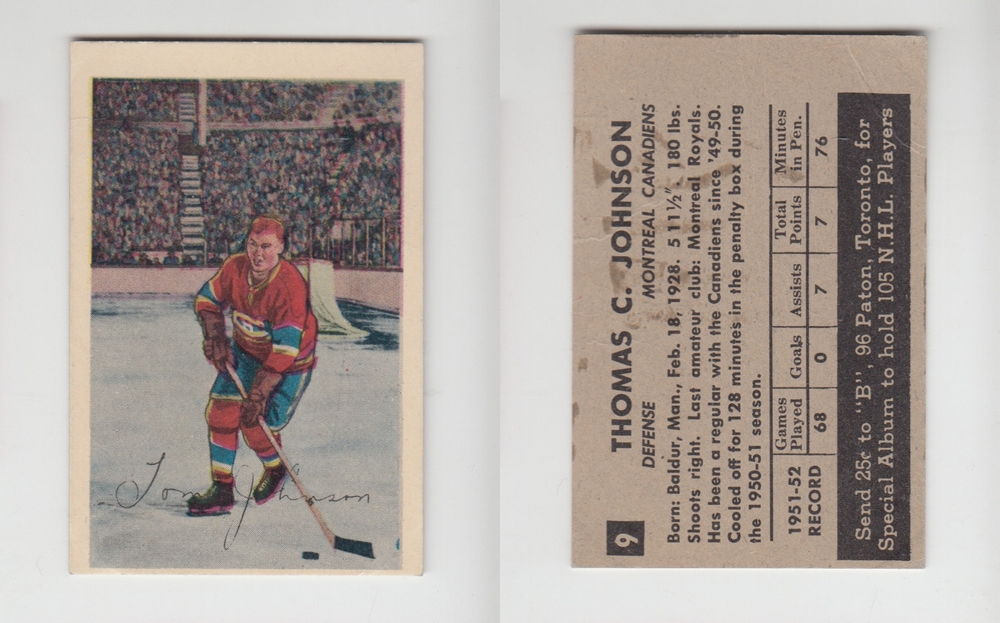 Tom Johnson
9
THOMAS C. JOHNSON
DEFENSE MONTREAL CANADIENS
Born: Baldur, Man., Feb. 18, 1928. 5 11½". 180 lbs.
Shoots right. Last amateur club: Montreal Royals.
Has been a regular with the Canadiens since '49-50.
Cooled off for 128 minutes in the penalty box during
the 1950-51 season.
1951-52 RECORD
Games Played Goals Assists Total Points Minutes in Pen.
68 0 7 7 76
Send 25c to "B", 96 Paton, Toronto, for
Special Album to hold 105 N.H.L. Players